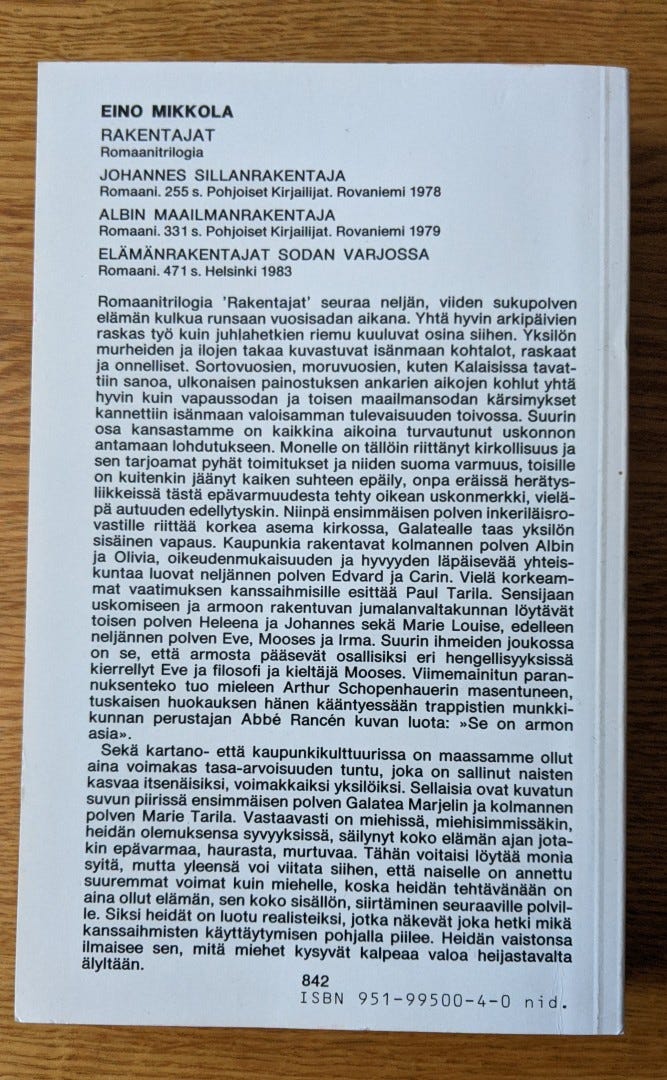 EINO MIKKOLA
RAKENTAJAT
Romaanitrilogia
JOHANNES SILLANRAKENTAJA
Romaani. 255 s. Pohjoiset Kirjailijat. Rovaniemi 1978
ALBIN MAAILMANRAKENTAJA
Romaani. 331 s. Pohjoiset Kirjailijat. Rovaniemi 1979
ELÄMÄNRAKENTAJAT SODAN VARJOSSA
Romaani. 471 s. Helsinki 1983
Romaanitrilogia 'Rakentajat' seuraa neljän, viiden sukupolven
elämän kulkua runsaan vuosisadan aikana. Yhtä hyvin arkipäivien
raskas työ kuin juhlahetkien riemu kuuluvat osina siihen. Yksilön
murheiden ja ilojen takaa kuvastuvat isänmaan kohtalot, raskaat
ja onnelliset. Sortovuosien, moruvuosien, kuten Kalaisissa tavat-
tiin sanoa, ulkonaisen painostuksen ankarien aikojen kohlut yhtä
hyvin kuin vapaussodan ja toisen maailmansodan kärsimykset
kannettiin isänmaan valoisamman tulevaisuuden toivossa. Suurin
osa kansastamme on kaikkina aikoina turvautunut uskonnon
antamaan lohdutukseen. Monelle on tällöin riittänyt kirkollisuus ja
sen tarjoamat pyhät toimitukset ja niiden suoma varmuus, toisille
on kuitenkin jäänyt kaiken suhteen epäily, onpa eräissä herätys-
liikkeissä tästä epävarmuudesta tehty oikean uskonmerkki, vielä-
pä autuuden edellytyskin. Niinpä ensimmäisen polven inkeriläisro-
vastille riittää korkea asema kirkossa, Galatealle taas yksilön
sisäinen vapaus. Kaupunkia rakentavat kolmannen polven Albin
ja Olivia, oikeudenmukaisuuden ja hyvyyden läpäisevää yhteis-
kuntaa luovat neljännen polven Edvard ja Carin. Vielä korkeam-
mat vaatimuksen kanssaihmisille esittää Paul Tarila. Sensijaan
uskomiseen ja armoon rakentuvan jumalanvaltakunnan löytävät
toisen polven Heleena ja Johannes sekä Marie Louise, edelleen
neljännen polven Eve, Mooses ja Irma. Suurin ihmeiden joukossa
on se, että armosta pääsevät osallisiksi eri hengellisyyksissä
kierrellyt Eve ja filosofi ja kieltäjä Mooses. Viimemainitun paran-
nuksenteko tuo mieleen Arthur Schopenhauerin masentuneen,
tuskaisen huokauksen hänen kääntyessään trappistien munkki-
kunnan perustajan Abbé Rancén kuvan luota: »Se on armon
asia».
Sekä kartano- että kaupunkikulttuurissa on maassamme ollut
aina voimakas tasa-arvoisuuden tuntu, joka on sallinut naisten
kasvaa itsenäisiksi, voimakkaiksi yksilöiksi. Sellaisia ovat kuvatun
suvun piirissä ensimmäisen polven Galatea Marjelin ja kolmannen
polven Marie Tarila. Vastaavasti on miehissä, miehisimmissäkin,
heidän olemuksensa syvyyksissä, säilynyt koko elämän ajan jota-
kin epävarmaa, haurasta, murtuvaa. Tähän voitaisi löytää monia
syitä, mutta yleensä voi viitata siihen, että naiselle on annettu
suuremmat voimat kuin miehelle, koska heidän tehtävänään on
aina ollut elämän, sen koko sisällön, siirtäminen seuraaville polvil-
le. Siksi heidät on luotu realisteiksi, jotka näkevät joka hetki mikä
kanssaihmisten käyttäytymisen pohjalla piilee. Heidän vaistonsa
ilmaisee sen, mitä miehet kysyvät kalpeaa valoa heijastavalta
älyltään.
842
ISBN 951-99500-4-0 nid.